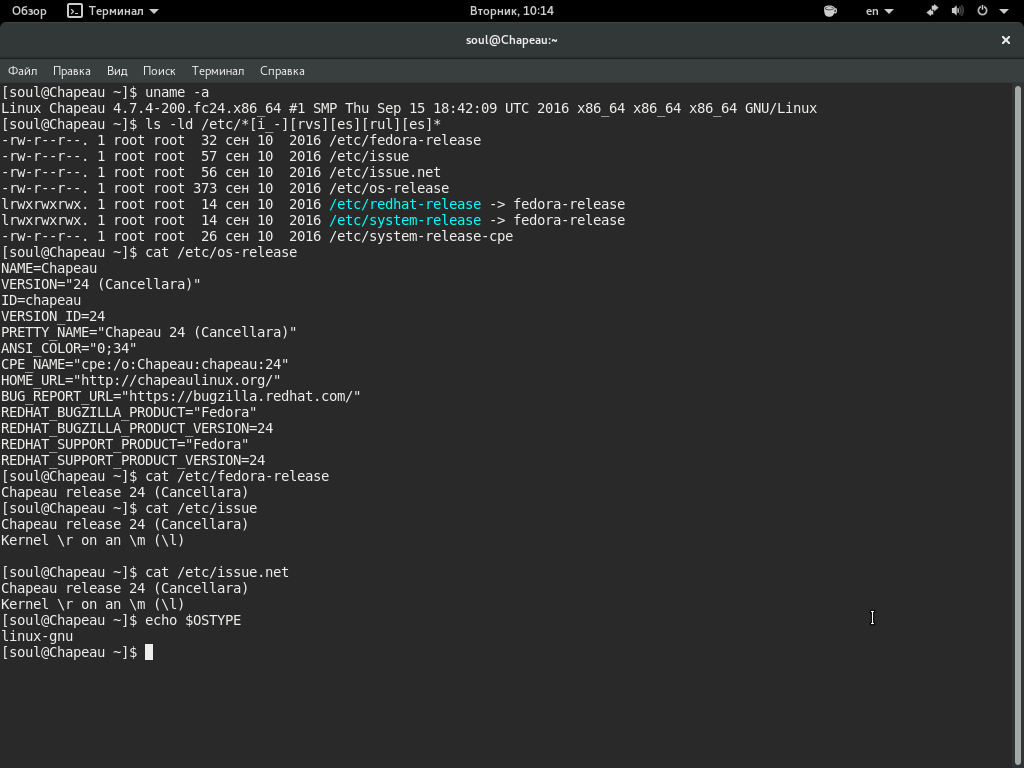 Обзор Терминал Вторник, 10:14 en
soul@Chapeau:~
Файл Правка Вид Поиск Терминал Справка
[soul@Chapeau ~]$ uname -a
Linux Chapeau 4.7.4-200.fc24.x86_64 #1 SMP Thu Sep 15 18:42:09 UTC 2016 x86_64 x86_64 x86_64 GNU/Linux
[soul@Chapeau ~]$ ls -ld /etc/*[i_-][rvs][es][rul][es]*
-rw-r--r--. 1 root root  32 сен 10  2016 /etc/fedora-release
-rw-r--r--. 1 root root  57 сен 10  2016 /etc/issue
-rw-r--r--. 1 root root  56 сен 10  2016 /etc/issue.net
-rw-r--r--. 1 root root 373 сен 10  2016 /etc/os-release
lrwxrwxrwx. 1 root root  14 сен 10  2016 /etc/redhat-release -> fedora-release
lrwxrwxrwx. 1 root root  14 сен 10  2016 /etc/system-release -> fedora-release
-rw-r--r--. 1 root root  26 сен 10  2016 /etc/system-release-cpe
[soul@Chapeau ~]$ cat /etc/os-release
NAME=Chapeau
VERSION="24 (Cancellara)"
ID=chapeau
VERSION_ID=24
PRETTY_NAME="Chapeau 24 (Cancellara)"
ANSI_COLOR="0;34"
CPE_NAME="cpe:/o:Chapeau:chapeau:24"
HOME_URL="http://chapeaulinux.org/"
BUG_REPORT_URL="https://bugzilla.redhat.com/"
REDHAT_BUGZILLA_PRODUCT="Fedora"
REDHAT_BUGZILLA_PRODUCT_VERSION=24
REDHAT_SUPPORT_PRODUCT="Fedora"
REDHAT_SUPPORT_PRODUCT_VERSION=24
[soul@Chapeau ~]$ cat /etc/fedora-release
Chapeau release 24 (Cancellara)
[soul@Chapeau ~]$ cat /etc/issue
Chapeau release 24 (Cancellara)
Kernel \r on an \m (\l)
[soul@Chapeau ~]$ cat /etc/issue.net
Chapeau release 24 (Cancellara)
Kernel \r on an \m (\l)
[soul@Chapeau ~]$ echo $OSTYPE
linux-gnu
[soul@Chapeau ~]$